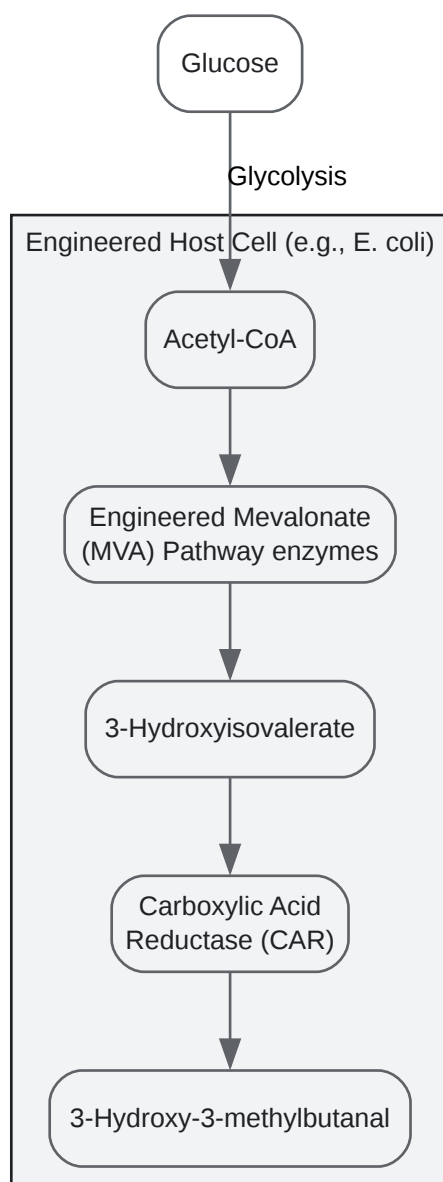 Glucose
Glycolysis
Engineered Host Cell (e.g., E. coli)
Acetyl-CoA
Engineered Mevalonate
(MVA) Pathway enzymes
3-Hydroxyisovalerate
Carboxylic Acid
Reductase (CAR)
3-Hydroxy-3-methylbutanal